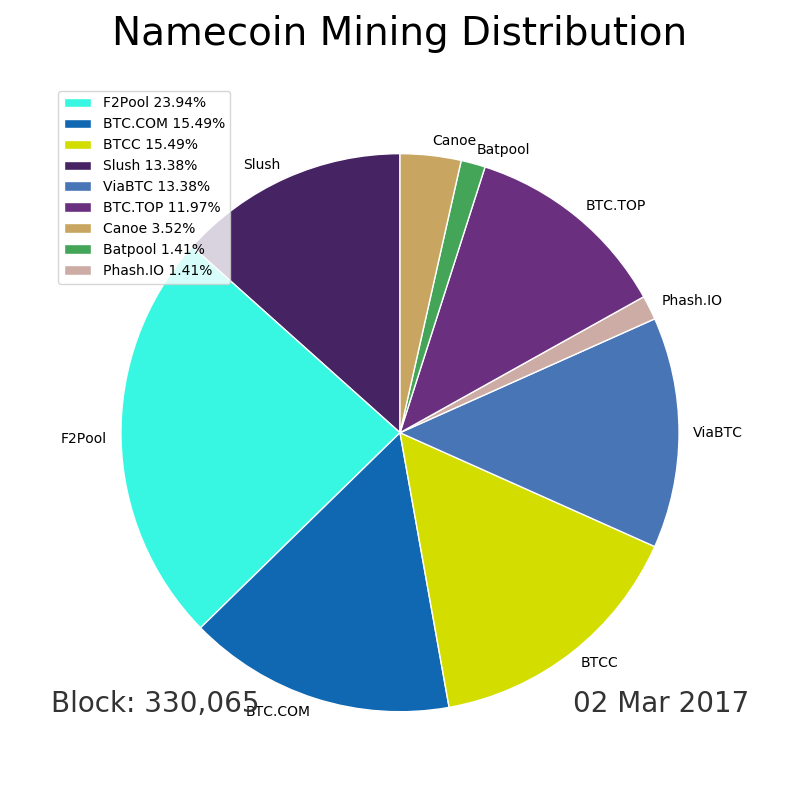 Namecoin Mining Distribution
F2Pool 23.94%
BTC.COM 15.49%
BTCC 15.49%
Slush 13.38%
ViaBTC 13.38%
BTC.TOP 11.97%
Canoe 3.52%
Batpool 1.41%
Phash.IO 1.41%
Slush
Canoe
Batpool
BTC.TOP
Phash.IO
F2Pool
ViaBTC
BTCC
Block: 330,065
BTC.COM
02 Mar 2017